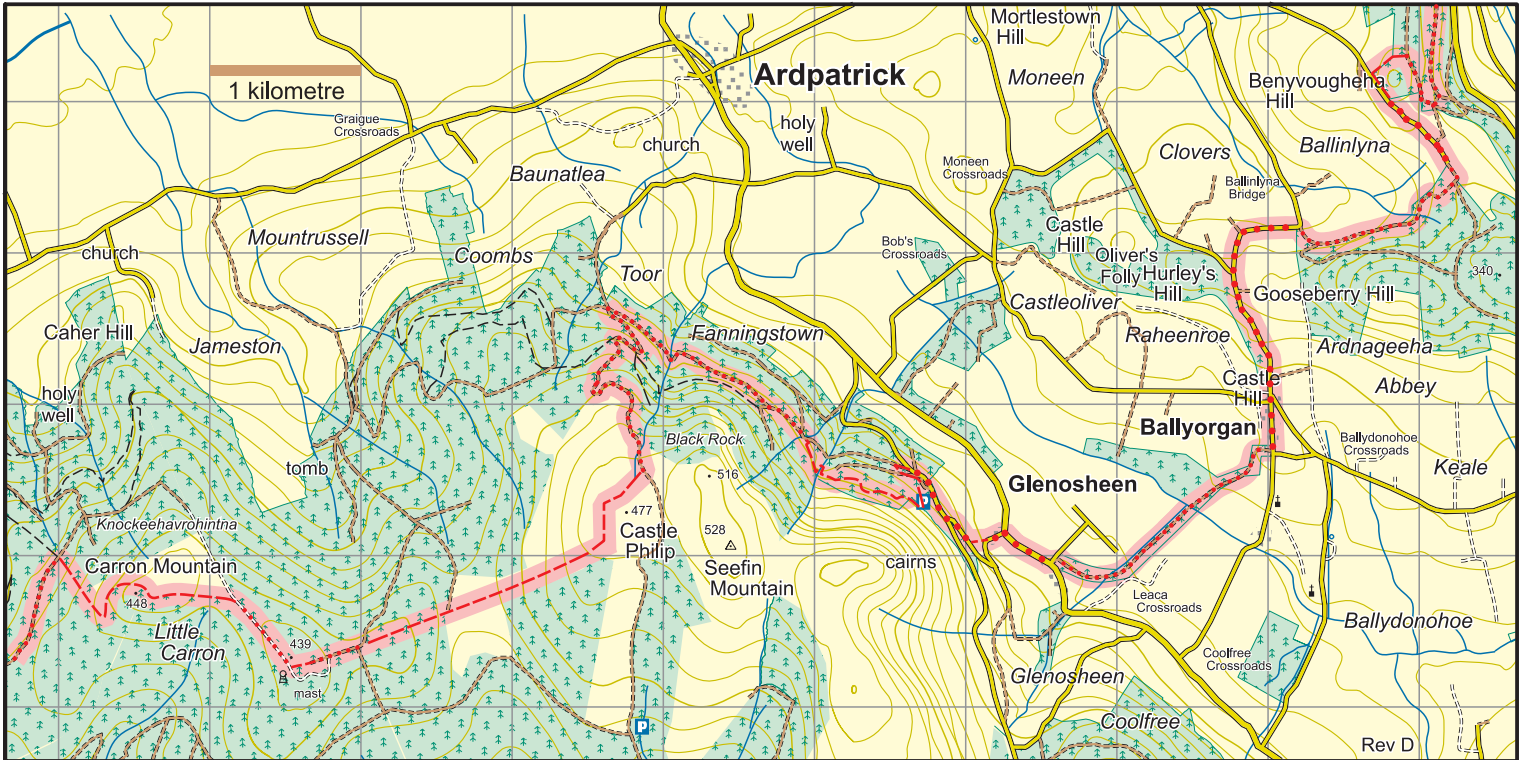 Mortlestown
Hill
Moneen
Ardpatrick
1 kilometre
Benyvougheha
Hill
Graigue
Crossroads
church
holy
well
Ballinlyna
Clovers
Moneen
Crossroads
Baunatlea
Ballinlyna
Bridge
Mountrussell
church
Coombs
Toor
Bob's
Crossroads
Castle
Hill
Oliver's
Folly
Hurley's
Hill
340
Gooseberry Hill
Castleoliver
Caher Hill
Jameston
Fanningstown
Raheenroe
Ardnageeha
Abbey
Castle
Hill
holy
well
Ballyorgan
Black Rock
Ballydonohoe
Crossroads
Keale
tomb
516
Glenosheen
P
Knockeehavrohintna
477
528
Castle
Philip
cairns
Carron Mountain
Seefin
Mountain
448
Leaca
Crossroads
Little
Carron
439
Ballydonohoe
Coolfree
Crossroads
mast
Glenosheen
Coolfree
P
Rev D